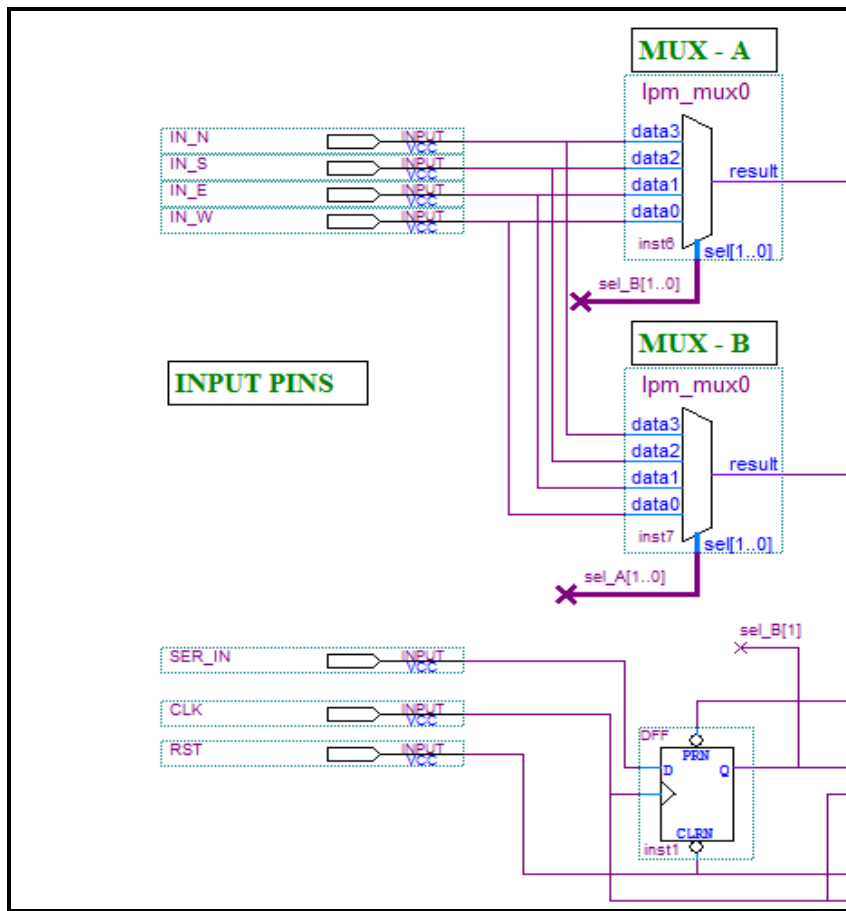 MUX - A
lpm_mux0
IN_N INPUT VCC data3
IN_S INPUT VCC data2
result
IN_E INPUT VCC data1
IN_W INPUT VCC data0
inst6
sel[1..0]
sel_B[1..0]
MUX - B
INPUT PINS
lpm_mux0
data3
data2
result
data1
data0
inst7
sel[1..0]
sel_A[1..0]
sel_B[1]
SER_IN INPUT VCC
CLK INPUT VCC
DFF
RST INPUT VCC
PRN
D Q
CLRN
inst1